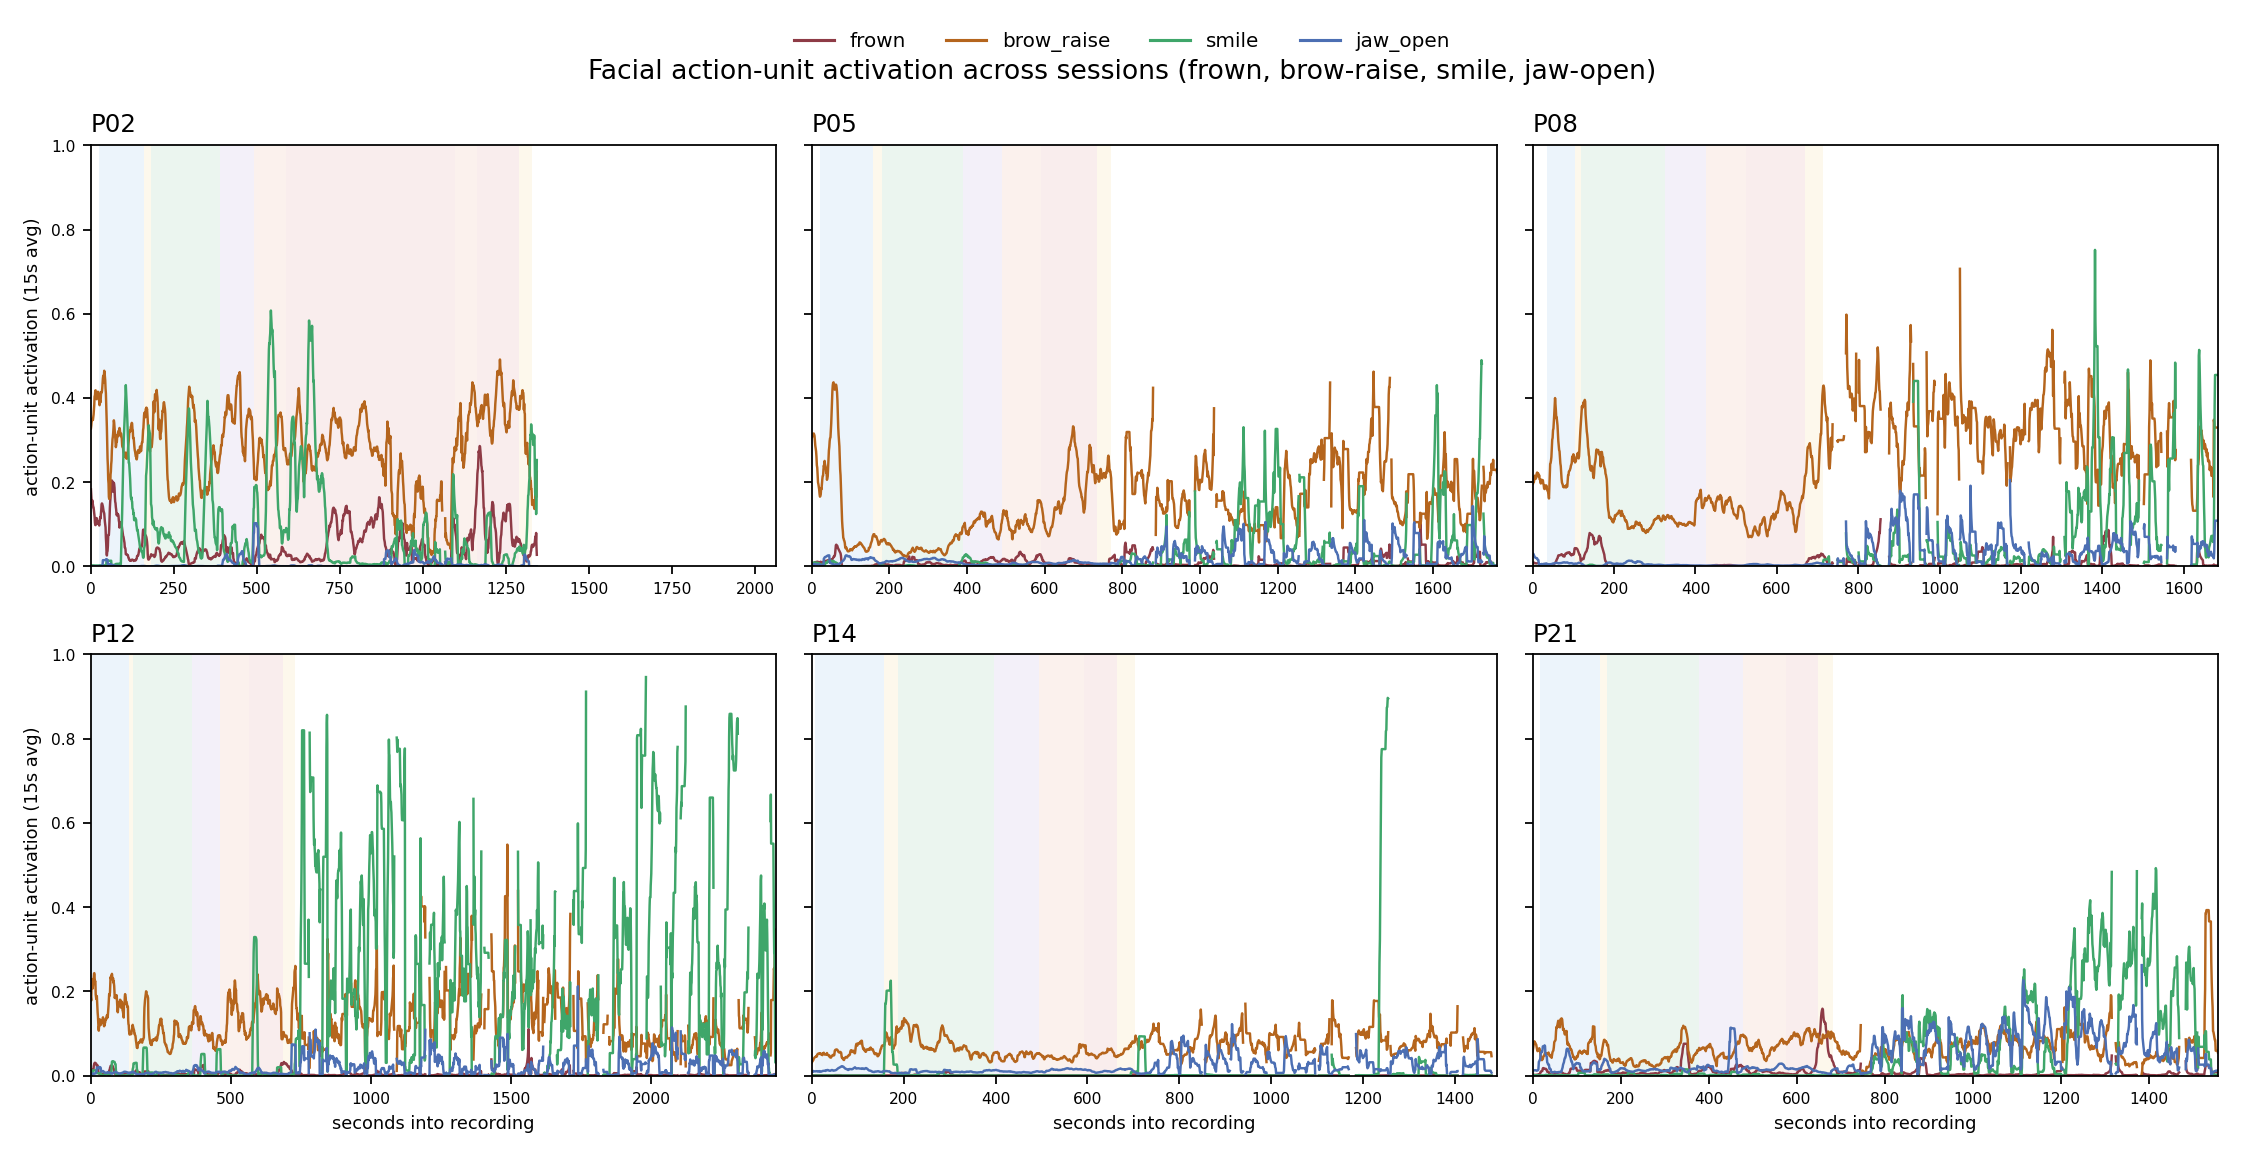 frown brow_raise smile jaw_open
Facial action-unit activation across sessions (frown, brow-raise, smile, jaw-open)
P02 P05 P08
action-unit activation (15s avg)
1.0
0.8
0.6
0.4
0.2
0.0
0 250 500 750 1000 1250 1500 1750 2000
0 200 400 600 800 1000 1200 1400 1600
0 200 400 600 800 1000 1200 1400 1600
P12 P14 P21
action-unit activation (15s avg)
1.0
0.8
0.6
0.4
0.2
0.0
0 500 1000 1500 2000
0 200 400 600 800 1000 1200 1400
0 200 400 600 800 1000 1200 1400
seconds into recording seconds into recording seconds into recording